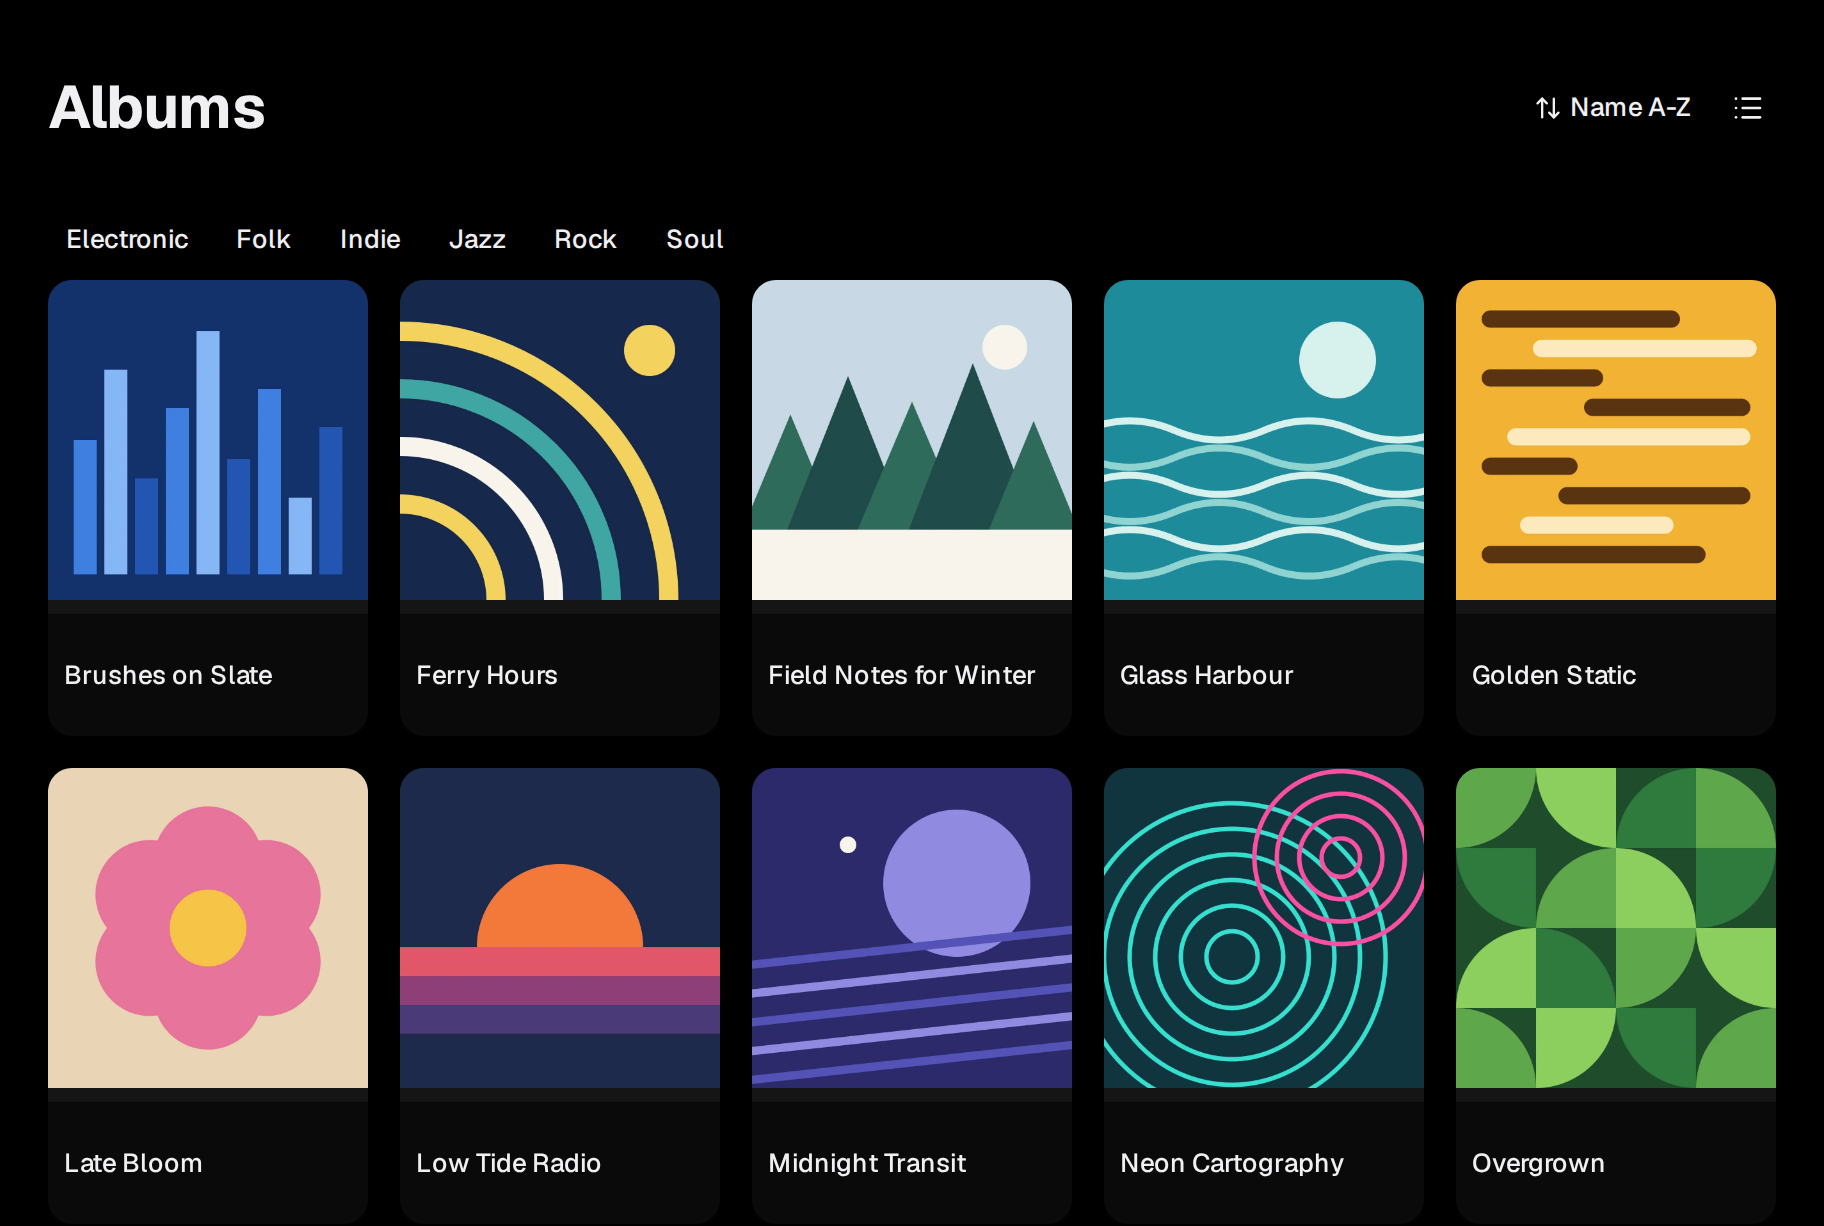 Albums
Name A-Z
Electronic Folk Indie Jazz Rock Soul
Brushes on Slate
Ferry Hours
Field Notes for Winter
Glass Harbour
Golden Static
Late Bloom
Low Tide Radio
Midnight Transit
Neon Cartography
Overgrown